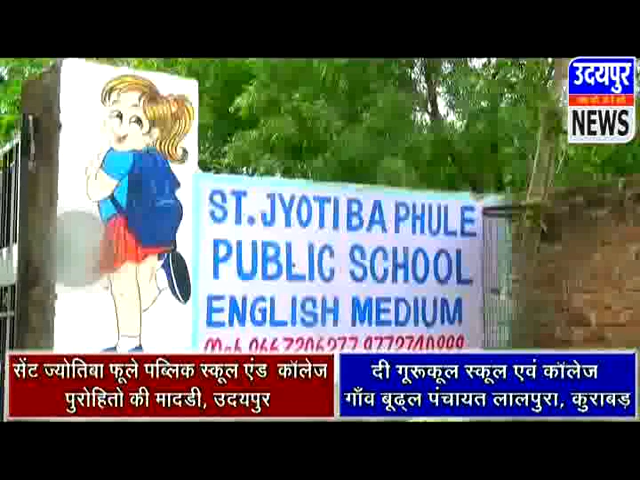 उदयपुर
NEWS
ST. JYOTI BA PHULE
PUBLIC SCHOOL
ENGLISH MEDIUM
सेंट ज्योतिबा फूले पब्लिक स्कूल एंड कॉलेज
पुरोहितो की मादडी, उदयपुर
दी गूरूकूल स्कूल एवं कॉलेज
गाँव बूढ्ल पंचायत लालपुरा, कुराबड़